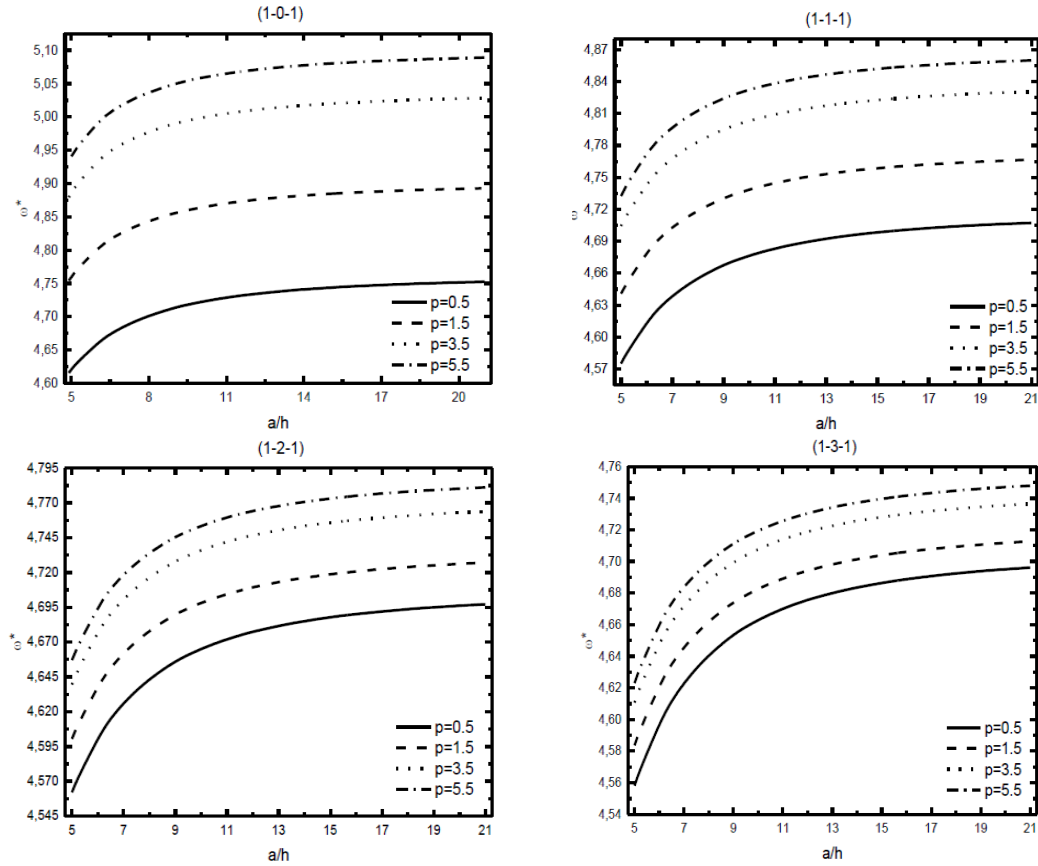 (1-0-1)
5,10
5,05
5,00
4,95
4,90
4,85
4,80
4,75
4,70
4,65
4,60
ω*
p=0.5
p=1.5
p=3.5
p=5.5
5 8 11 14 17 20
a/h
(1-1-1)
4,87
4,84
4,81
4,78
4,75
4,72
4,69
4,66
4,63
4,60
4,57
ω
p=0.5
p=1.5
p=3.5
p=5.5
5 7 9 11 13 15 17 19 21
a/h
(1-2-1)
4,795
4,770
4,745
4,720
4,695
4,670
4,645
4,620
4,595
4,570
4,545
ω*
p=0.5
p=1.5
p=3.5
p=5.5
5 7 9 11 13 15 17 19 21
a/h
(1-3-1)
4,76
4,74
4,72
4,70
4,68
4,66
4,64
4,62
4,60
4,58
4,56
4,54
ω*
p=0.5
p=1.5
p=3.5
p=5.5
5 7 9 11 13 15 17 19 21
a/h